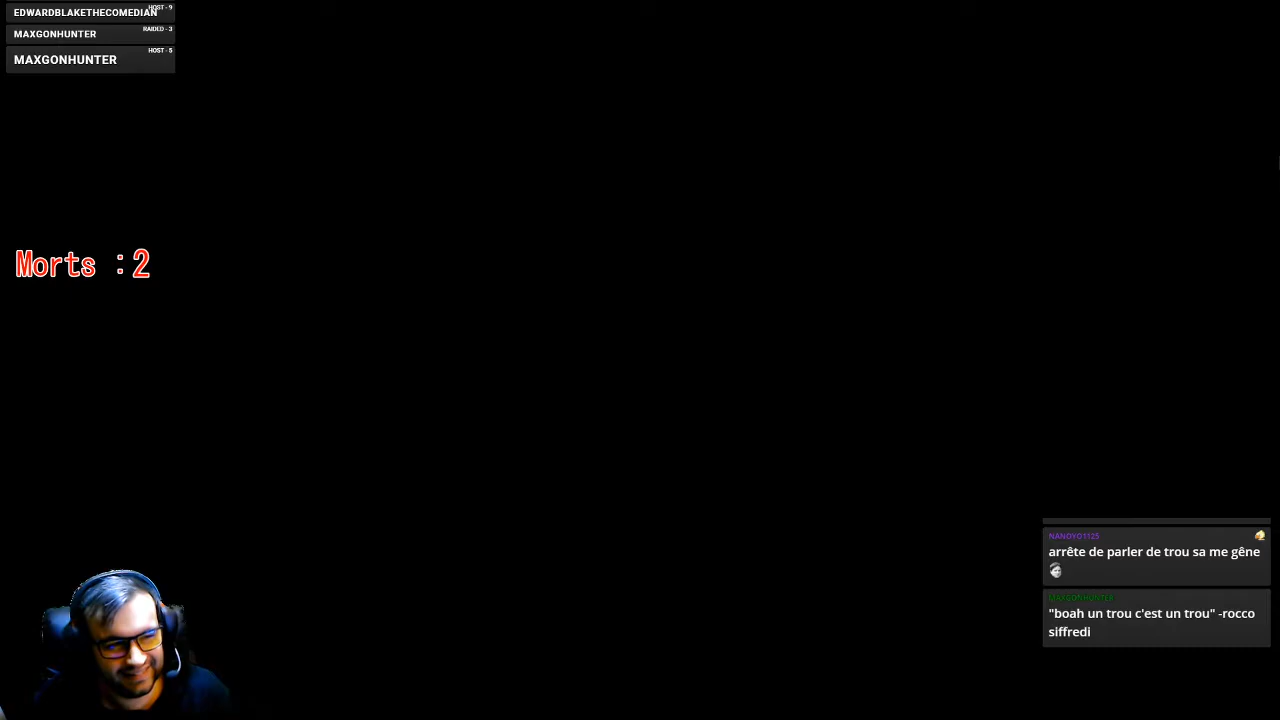 HOST - 9
EDWARDBLAKETHECOMEDIAN
RAIDED - 3
MAXGONHUNTER
HOST - 5
MAXGONHUNTER
Morts : 2
NANOYO1125
arrête de parler de trou sa me gêne
MAXGONHUNTER
"boah un trou c'est un trou" -rocco
siffredi